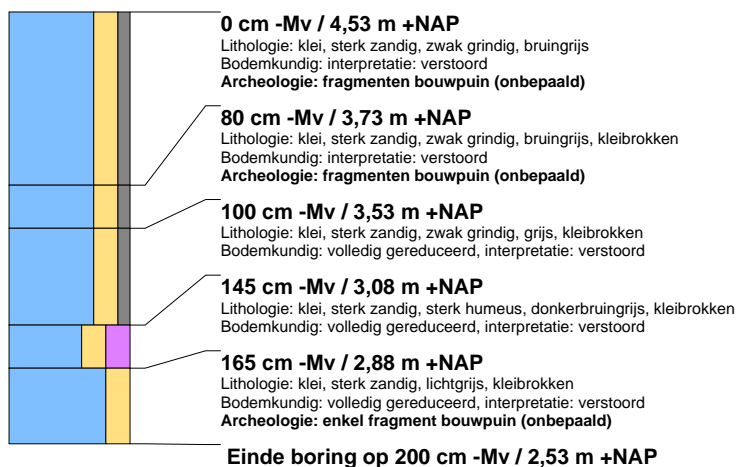 0 cm -Mv / 4,53 m +NAP
Lithologie: klei, sterk zandig, zwak grindig, bruingrijs
Bodemkundig: interpretatie: verstoord
Archeologie: fragmenten bouwpuin (onbepaald)
80 cm -Mv / 3,73 m +NAP
Lithologie: klei, sterk zandig, zwak grindig, bruingrijs, kleibrokken
Bodemkundig: interpretatie: verstoord
Archeologie: fragmenten bouwpuin (onbepaald)
100 cm -Mv / 3,53 m +NAP
Lithologie: klei, sterk zandig, zwak grindig, grijs, kleibrokken
Bodemkundig: volledig gereduceerd, interpretatie: verstoord
145 cm -Mv / 3,08 m +NAP
Lithologie: klei, sterk zandig, sterk humeus, donkerbruingrijs, kleibrokken
Bodemkundig: volledig gereduceerd, interpretatie: verstoord
165 cm -Mv / 2,88 m +NAP
Lithologie: klei, sterk zandig, lichtgrijs, kleibrokken
Bodemkundig: volledig gereduceerd, interpretatie: verstoord
Archeologie: enkel fragment bouwpuin (onbepaald)
Einde boring op 200 cm -Mv / 2,53 m +NAP